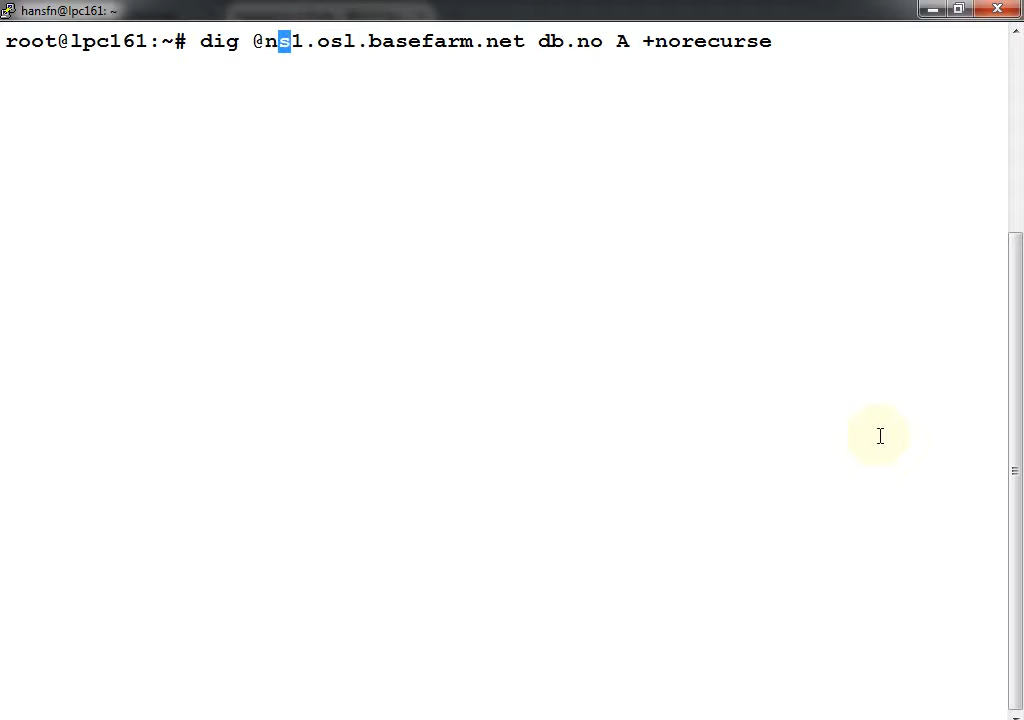 hansfn@lpc161: ~
root@lpc161:~# dig @ns1.osl.basefarm.net db.no A +norecurse